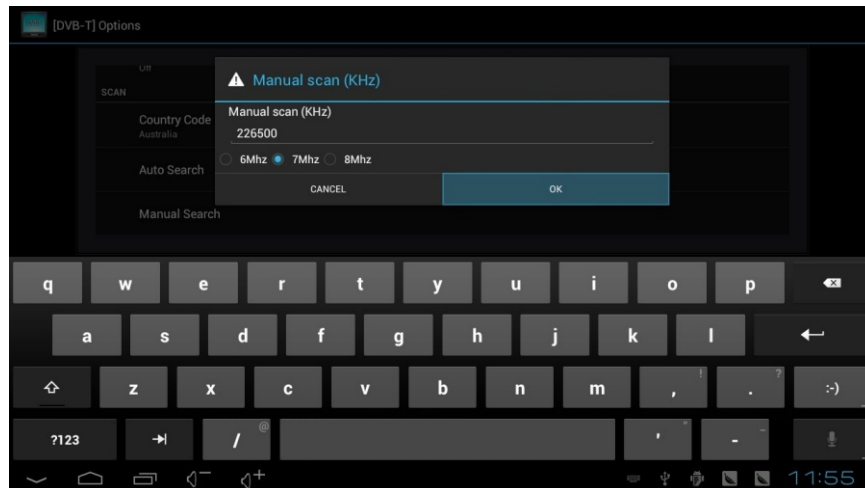 [DVB-T] Options
Off
SCAN
Country Code
Australia
Auto Search
Manual Search
Manual scan (KHz)
Manual scan (KHz)
226500
6Mhz 7Mhz 8Mhz
CANCEL OK
q w e r t y u i o p
a s d f g h j k l
z x c v b n m , ! . ? :-)
?123 / @ ' " - _
11:55